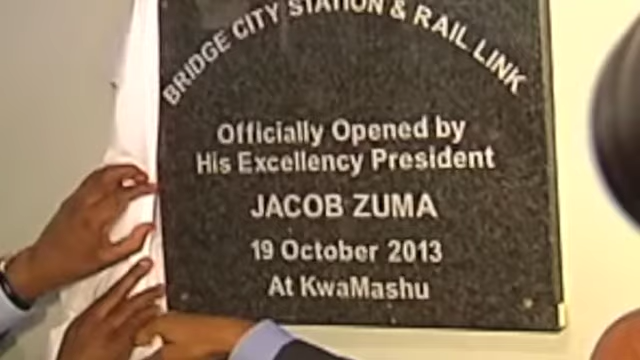 BRIDGE CITY STATION & RAIL LINK
Officially Opened by
His Excellency President
JACOB ZUMA
19 October 2013
At KwaMashu